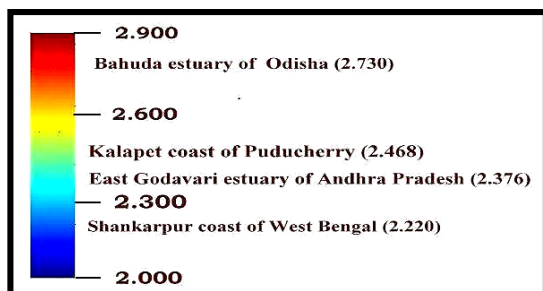 2.900
Bahuda estuary of Odisha (2.730)
2.600
Kalapet coast of Puducherry (2.468)
East Godavari estuary of Andhra Pradesh (2.376)
2.300
Shankarpur coast of West Bengal (2.220)
2.000